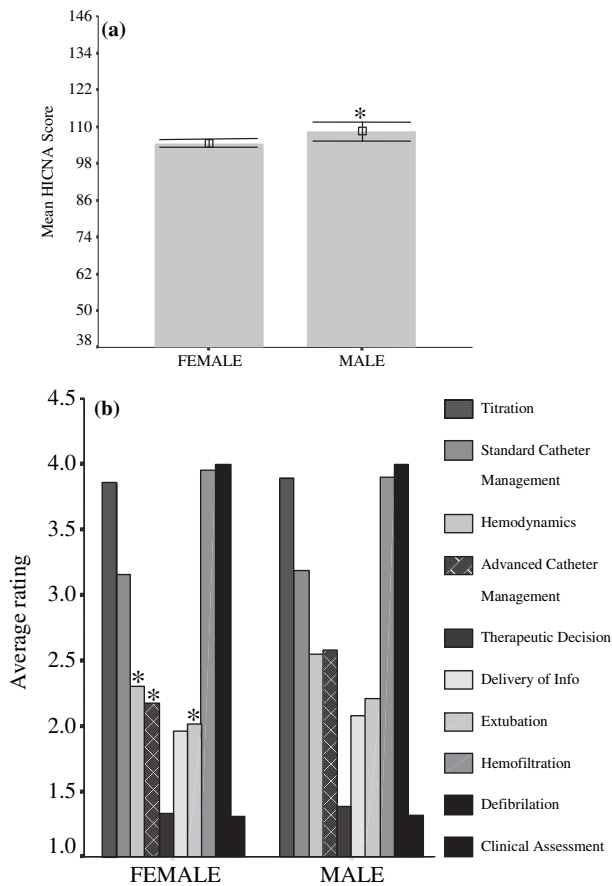 (a)
Mean HICNA Score
146
134
122
110
98
86
74
62
50
38
*
FEMALE
MALE
(b)
Average rating
4.5
4.0
3.5
3.0
2.5
2.0
1.5
1.0
*
*
*
FEMALE
MALE
Titration
Standard Catheter
Management
Hemodynamics
Advanced Catheter
Management
Therapeutic Decision
Delivery of Info
Extubation
Hemofiltration
Defibrilation
Clinical Assessment